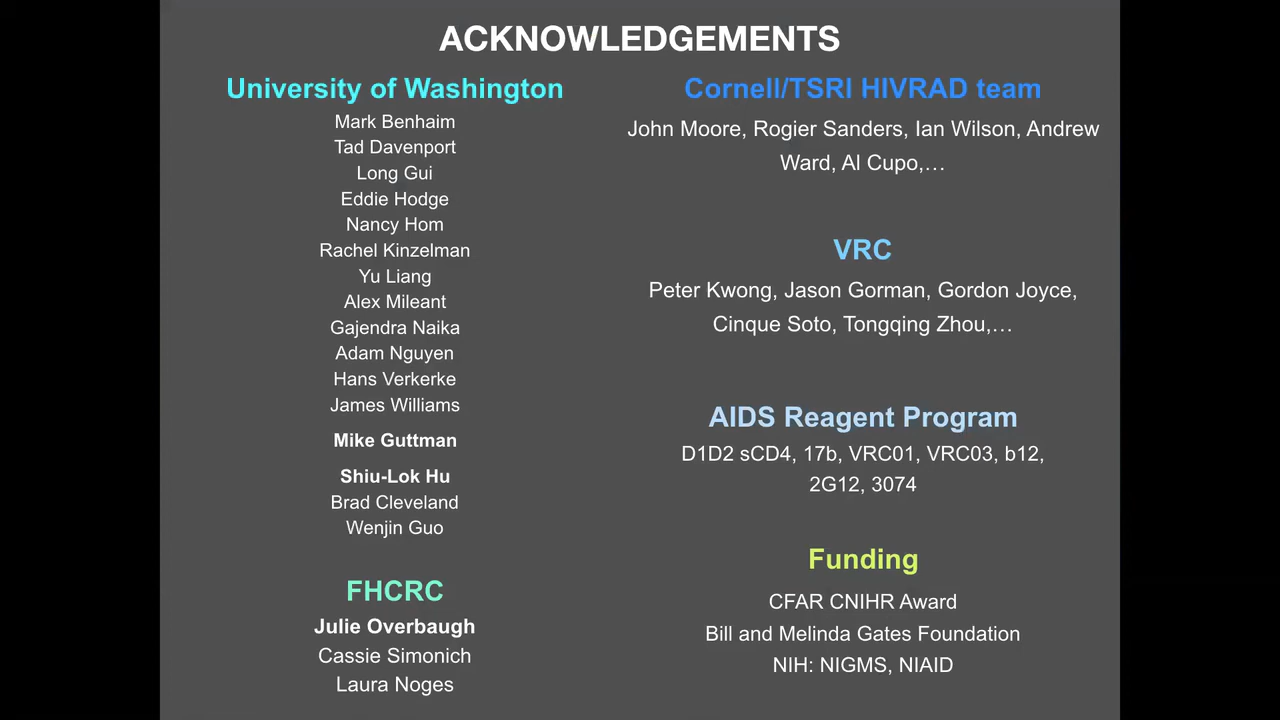 ACKNOWLEDGEMENTS
University of Washington
Mark Benhaim
Tad Davenport
Long Gui
Eddie Hodge
Nancy Hom
Rachel Kinzelman
Yu Liang
Alex Mileant
Gajendra Naika
Adam Nguyen
Hans Verkerke
James Williams
Mike Guttman
Shiu-Lok Hu
Brad Cleveland
Wenjin Guo
FHCRC
Julie Overbaugh
Cassie Simonich
Laura Noges
Cornell/TSRI HIVRAD team
John Moore, Rogier Sanders, Ian Wilson, Andrew
Ward, Al Cupo,…
VRC
Peter Kwong, Jason Gorman, Gordon Joyce,
Cinque Soto, Tongqing Zhou,…
AIDS Reagent Program
D1D2 sCD4, 17b, VRC01, VRC03, b12,
2G12, 3074
Funding
CFAR CNIHR Award
Bill and Melinda Gates Foundation
NIH: NIGMS, NIAID